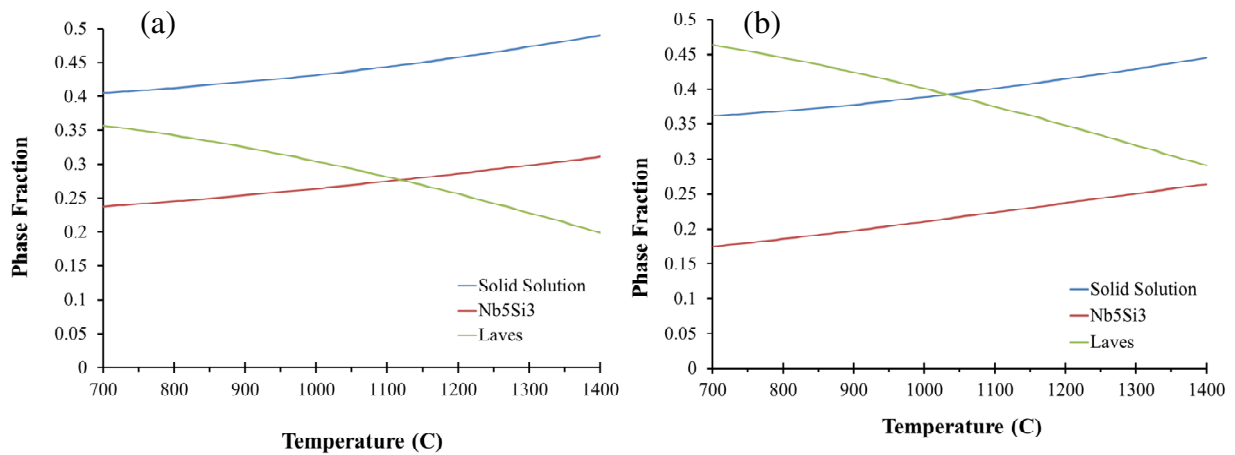 (a)
Phase Fraction
0.5
0.45
0.4
0.35
0.3
0.25
0.2
0.15
0.1
0.05
0
Solid Solution
Nb5Si3
Laves
700 800 900 1000 1100 1200 1300 1400
Temperature (C)
(b)
Phase Fraction
0.5
0.45
0.4
0.35
0.3
0.25
0.2
0.15
0.1
0.05
0
Solid Solution
Nb5Si3
Laves
700 800 900 1000 1100 1200 1300 1400
Temperature (C)